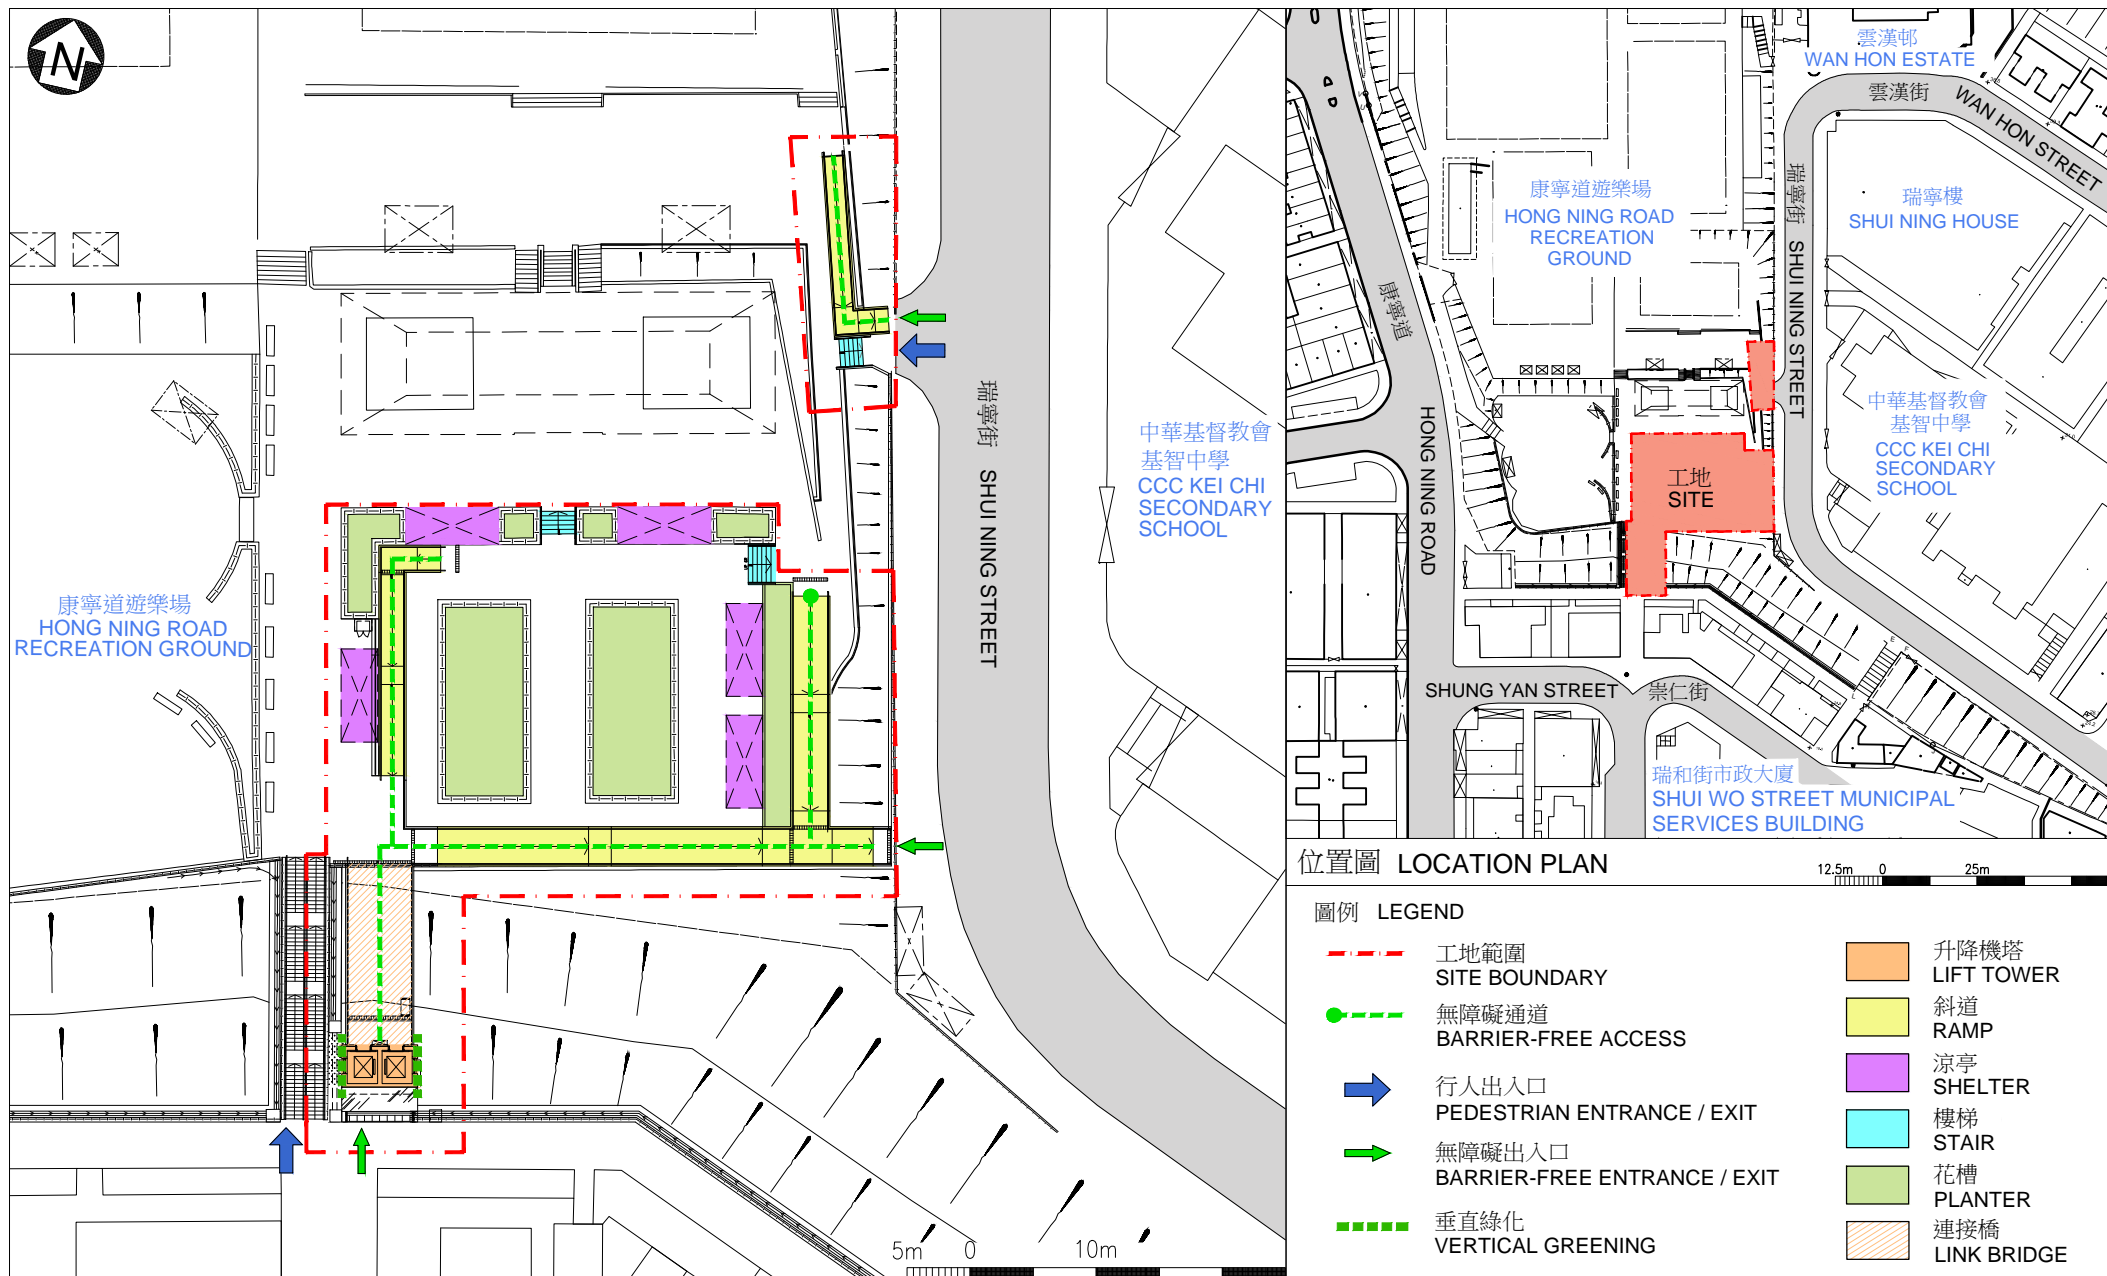 N
瑞寧街 SHUI NING STREET
中華基督教會
基智中學
CCC KEI CHI
SECONDARY
SCHOOL
康寧道遊樂場
HONG NING ROAD
RECREATION GROUND
5m 0 10m
雲漢邨
WAN HON ESTATE
雲漢街 WAN HON STREET
瑞寧街 SHUI NING STREET
瑞寧樓
SHUI NING HOUSE
康寧道遊樂場
HONG NING ROAD
RECREATION
GROUND
康寧道 HONG NING ROAD
中華基督教會
基智中學
CCC KEI CHI
SECONDARY
SCHOOL
工地
SITE
SHUNG YAN STREET 崇仁街
瑞和街市政大廈
SHUI WO STREET MUNICIPAL
SERVICES BUILDING
位置圖 LOCATION PLAN
12.5m 0 25m
圖例 LEGEND
工地範圍
SITE BOUNDARY
無障礙通道
BARRIER-FREE ACCESS
行人出入口
PEDESTRIAN ENTRANCE / EXIT
無障礙出入口
BARRIER-FREE ENTRANCE / EXIT
垂直綠化
VERTICAL GREENING
升降機塔
LIFT TOWER
斜道
RAMP
涼亭
SHELTER
樓梯
STAIR
花槽
PLANTER
連接橋
LINK BRIDGE